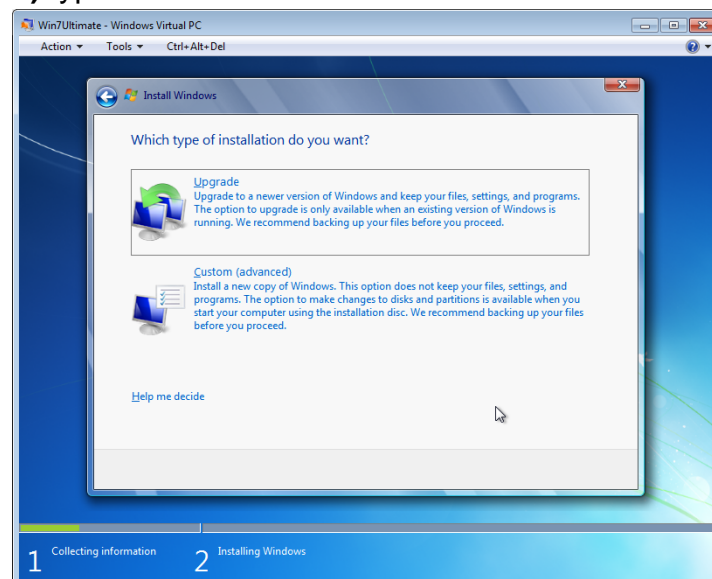 Win7Ultimate - Windows Virtual PC
Action Tools Ctrl+Alt+Del
Install Windows
Which type of installation do you want?
Upgrade
Upgrade to a newer version of Windows and keep your files, settings, and programs.
The option to upgrade is only available when an existing version of Windows is
running. We recommend backing up your files before you proceed.
Custom (advanced)
Install a new copy of Windows. This option does not keep your files, settings, and
programs. The option to make changes to disks and partitions is available when you
start your computer using the installation disc. We recommend backing up your files
before you proceed.
Help me decide
1 Collecting information 2 Installing Windows